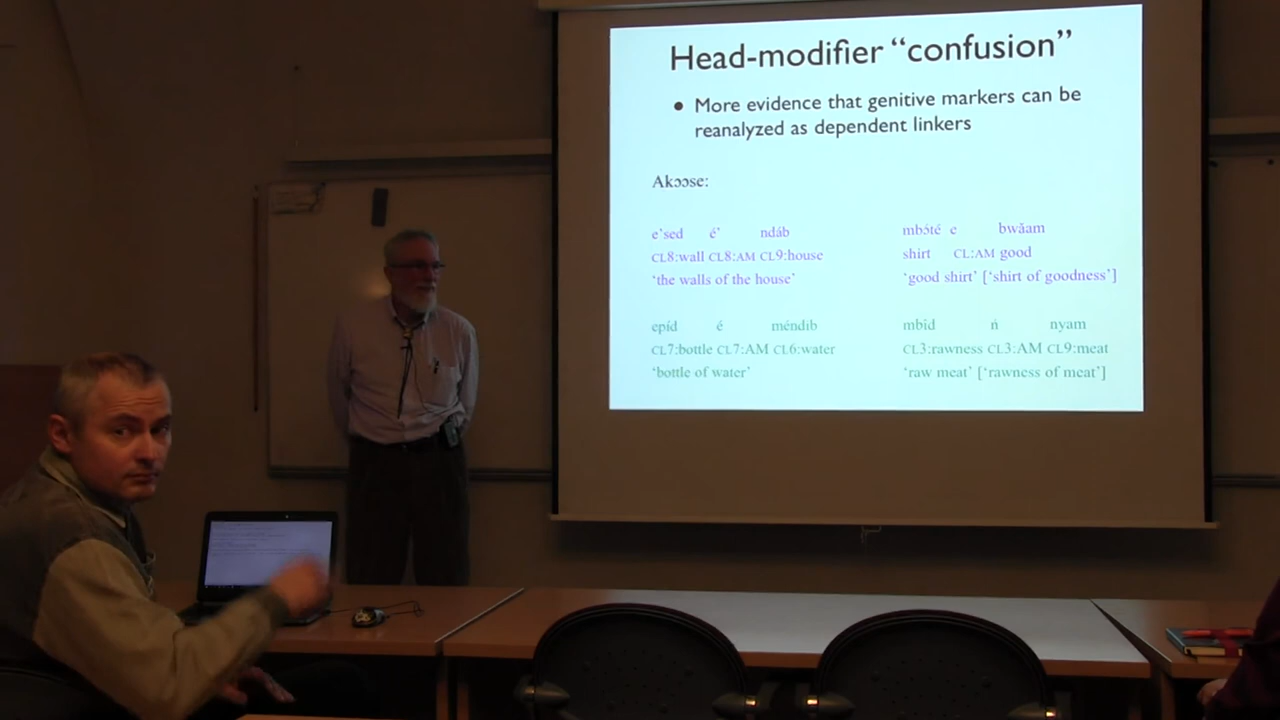 Head-modifier “confusion”
• More evidence that genitive markers can be
reanalyzed as dependent linkers
Akɔɔse:
e’sed é’ ndáb
CL8:wall CL8:AM CL9:house
‘the walls of the house’
mbɔ́té e bwǎam
shirt CL:AM good
‘good shirt’ [‘shirt of goodness’]
epíd é méndib
CL7:bottle CL7:AM CL6:water
‘bottle of water’
mbid ń nyam
CL3:rawness CL3:AM CL9:meat
‘raw meat’ [‘rawness of meat’]